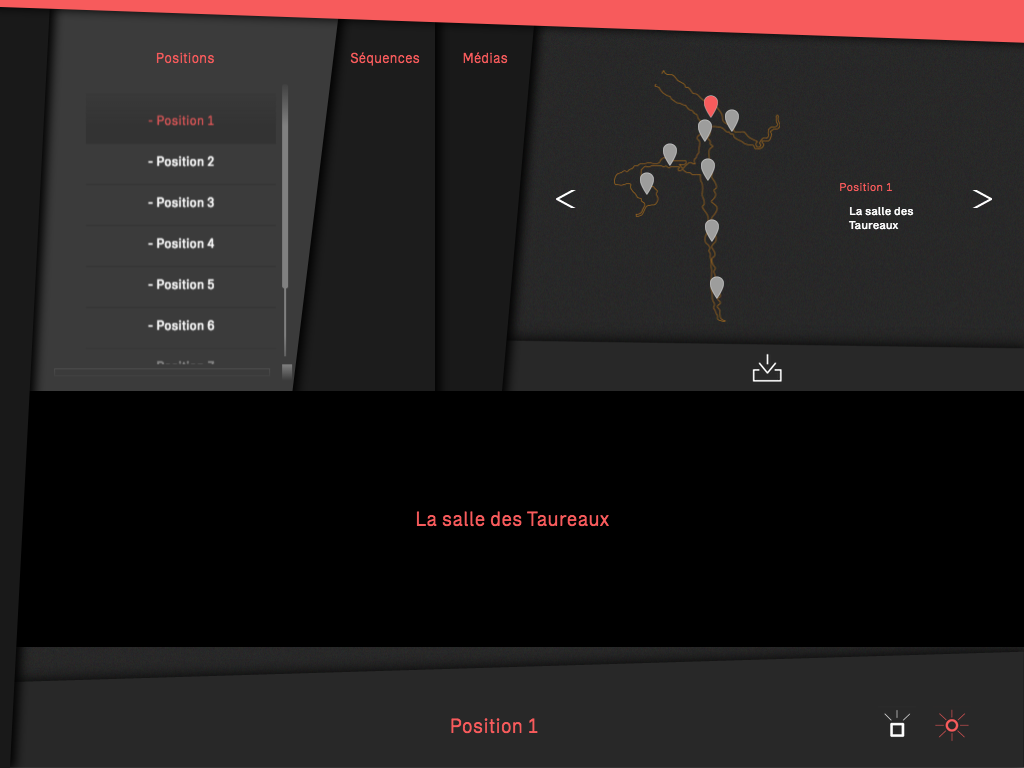 Positions
Séquences
Médias
- Position 1
- Position 2
- Position 3
- Position 4
- Position 5
- Position 6
Position 1
La salle des
Taureaux
La salle des Taureaux
Position 1